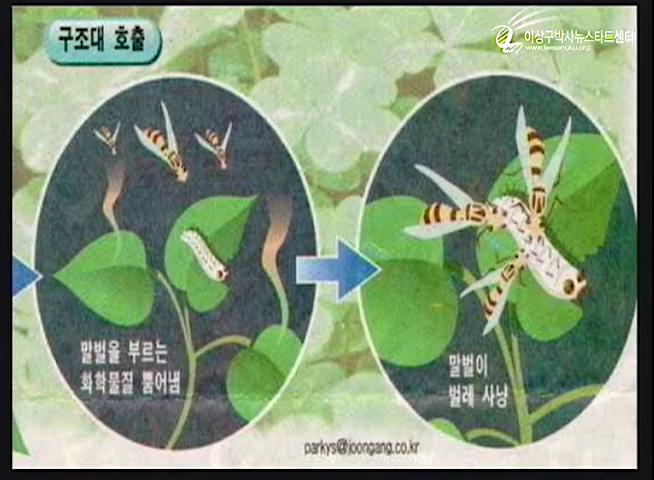 구조대 호출
이상구박사뉴스타트센터
www.leesangku.org
말벌을 부르는
화학물질 뿜어냄
말벌이
벌레 사냥
parkys@joongang.co.kr